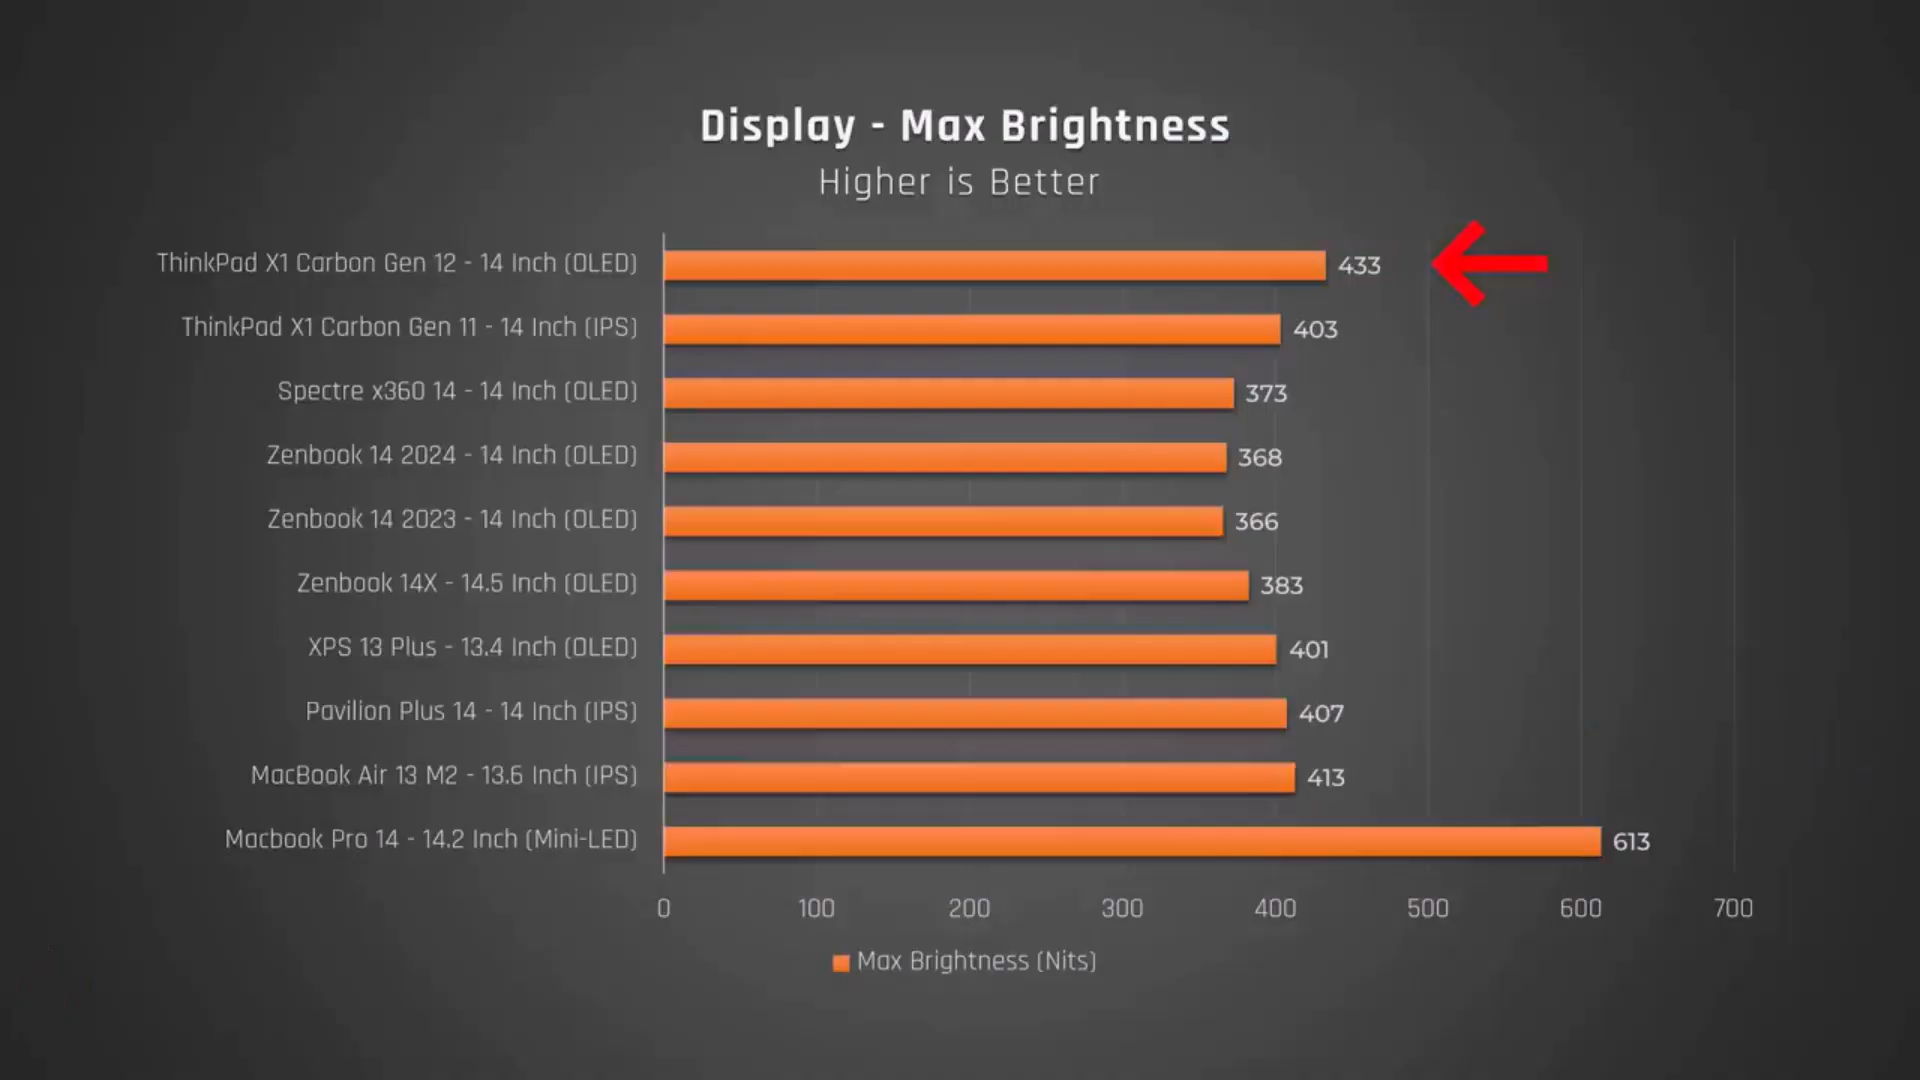 Display - Max Brightness
Higher is Better
ThinkPad X1 Carbon Gen 12 - 14 Inch (OLED) 433
ThinkPad X1 Carbon Gen 11 - 14 Inch (IPS) 403
Spectre x360 14 - 14 Inch (OLED) 373
Zenbook 14 2024 - 14 Inch (OLED) 368
Zenbook 14 2023 - 14 Inch (OLED) 366
Zenbook 14X - 14.5 Inch (OLED) 383
XPS 13 Plus - 13.4 Inch (OLED) 401
Pavilion Plus 14 - 14 Inch (IPS) 407
MacBook Air 13 M2 - 13.6 Inch (IPS) 413
Macbook Pro 14 - 14.2 Inch (Mini-LED) 613
0 100 200 300 400 500 600 700
Max Brightness (Nits)